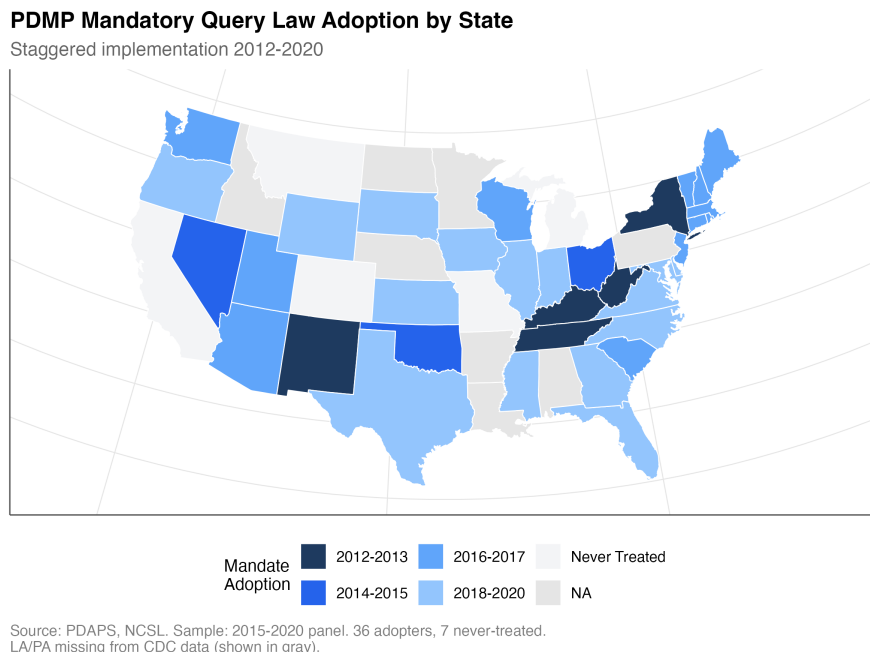 PDMP Mandatory Query Law Adoption by State
Staggered implementation 2012-2020
Mandate
Adoption
2012-2013
2016-2017
Never Treated
2014-2015
2018-2020
NA
Source: PDAPS, NCSL. Sample: 2015-2020 panel. 36 adopters, 7 never-treated.
LA/PA missing from CDC data (shown in gray).